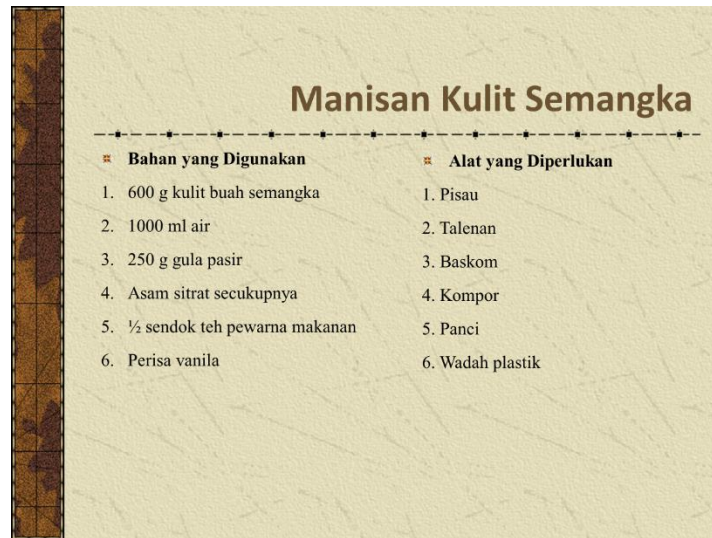 Manisan Kulit Semangka
Bahan yang Digunakan
1. 600 g kulit buah semangka
2. 1000 ml air
3. 250 g gula pasir
4. Asam sitrat secukupnya
5. ½ sendok teh pewarna makanan
6. Perisa vanila
Alat yang Diperlukan
1. Pisau
2. Talenan
3. Baskom
4. Kompor
5. Panci
6. Wadah plastik